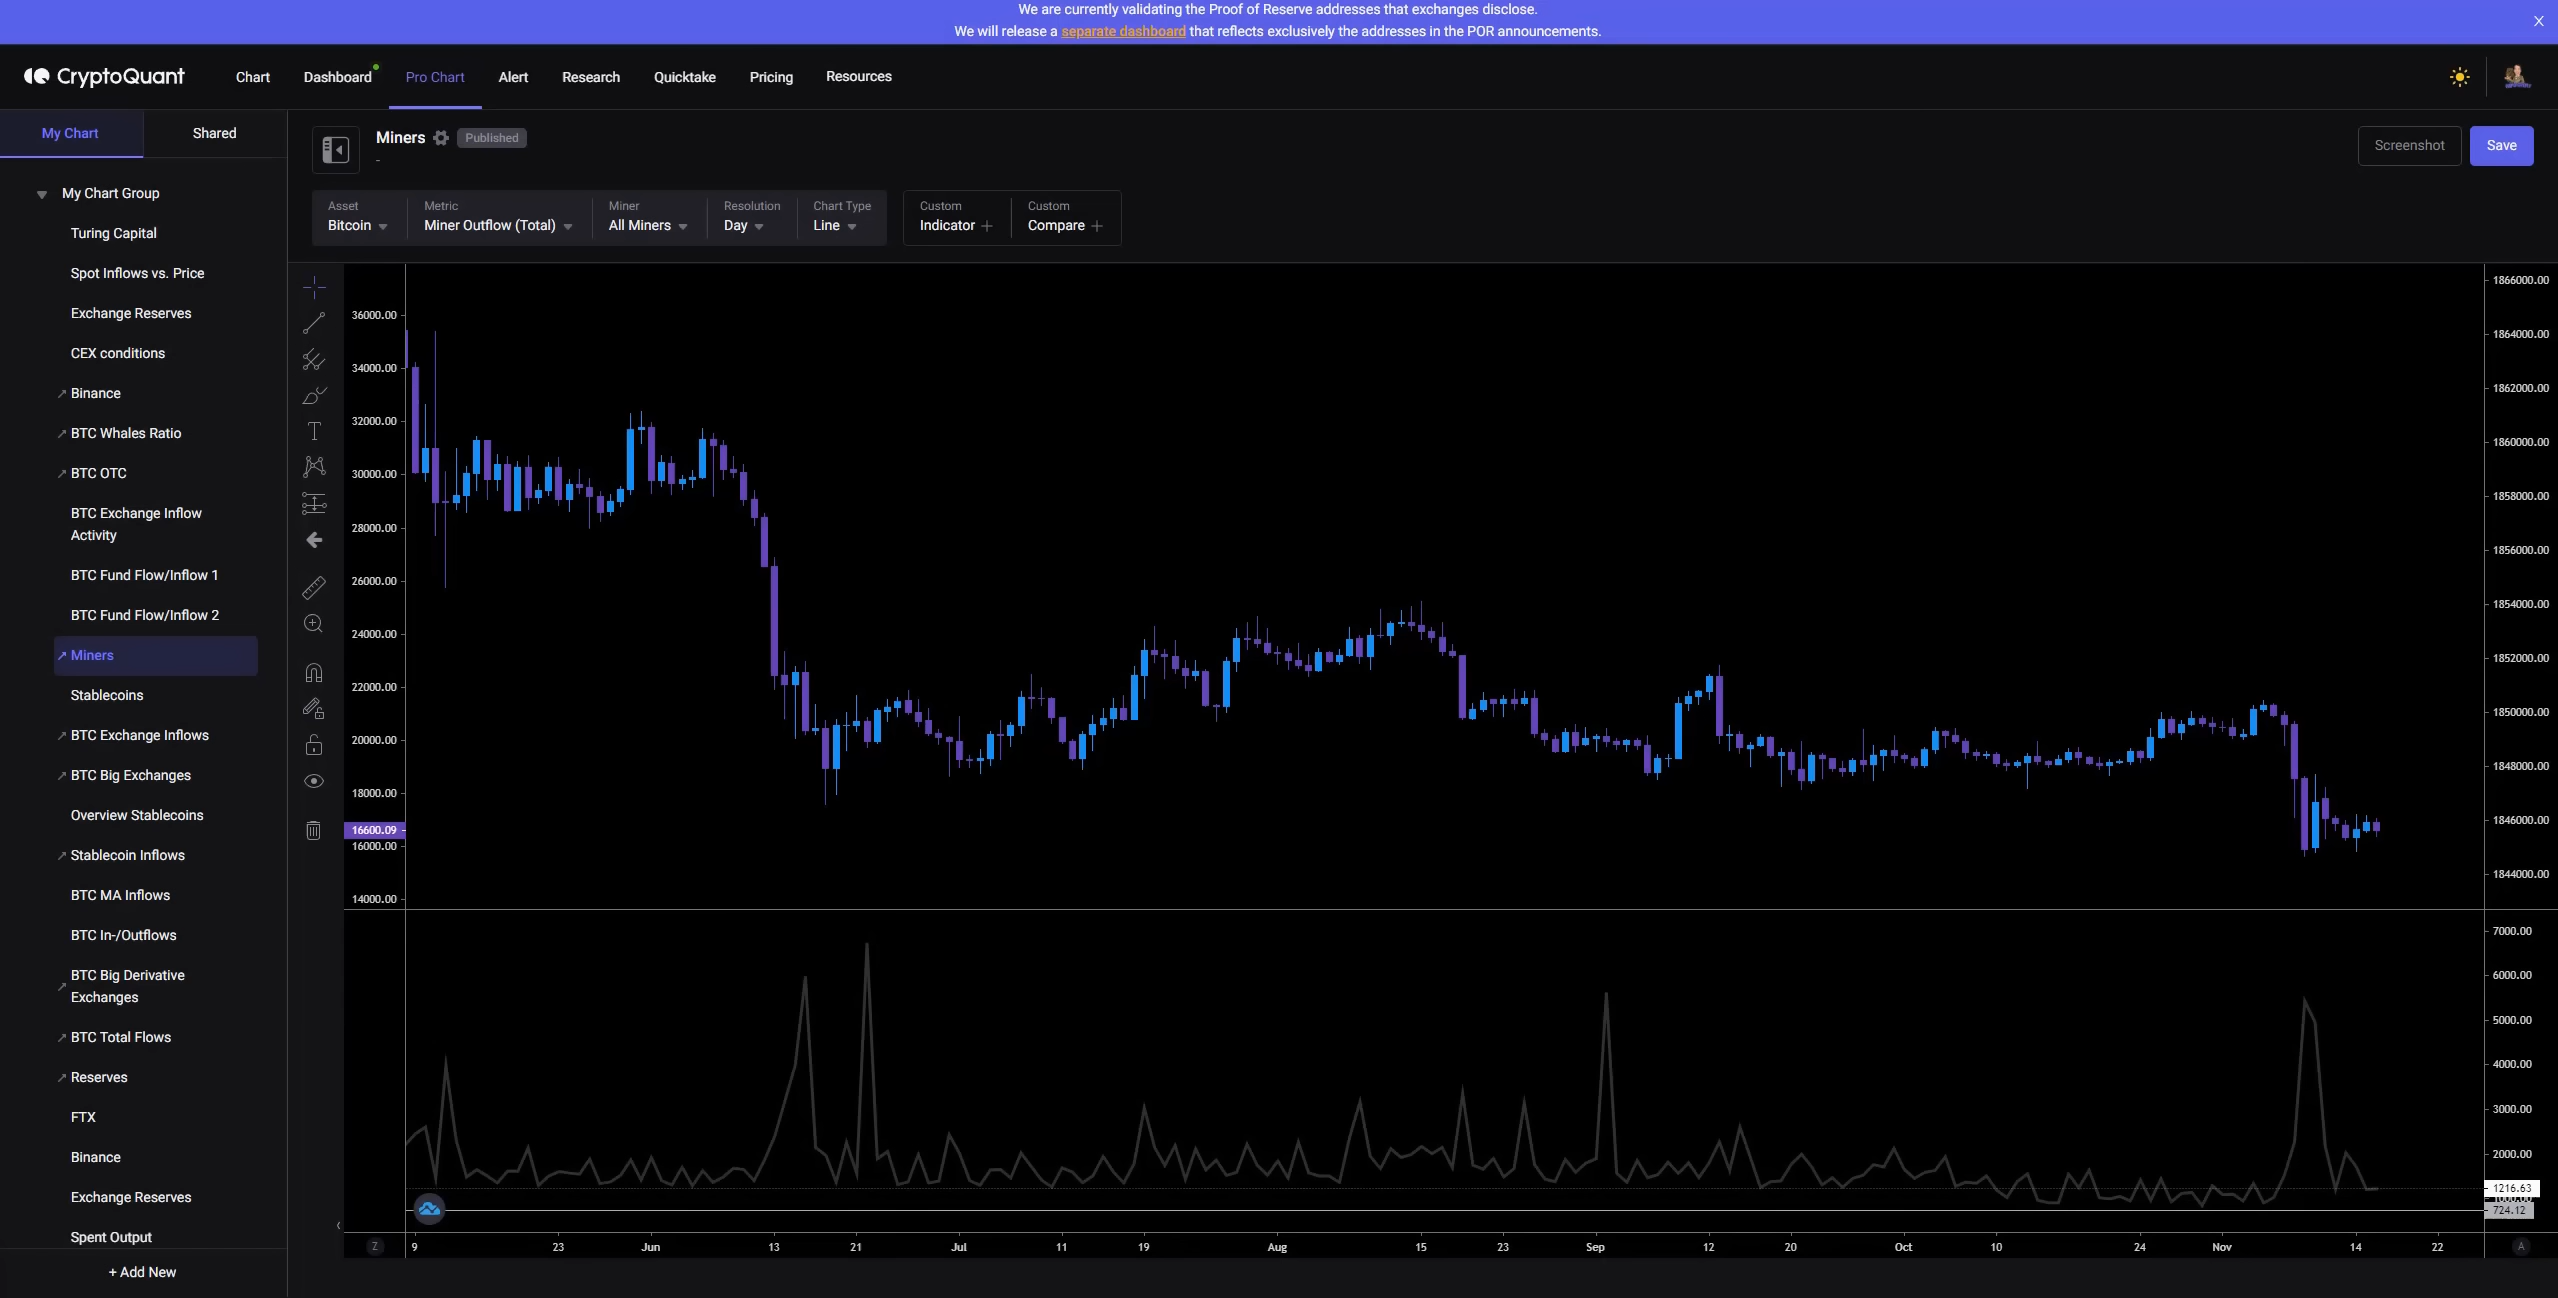 We are currently validating the Proof of Reserve addresses that exchanges disclose.
We will release a separate dashboard that reflects exclusively the addresses in the POR announcements.
CryptoQuant
Chart
Dashboard
Pro Chart
Alert
Research
Quicktake
Pricing
Resources
My Chart
Shared
My Chart Group
Turing Capital
Spot Inflows vs. Price
Exchange Reserves
CEX conditions
Binance
BTC Whales Ratio
BTC OTC
BTC Exchange Inflow
Activity
BTC Fund Flow/Inflow 1
BTC Fund Flow/Inflow 2
Miners
Stablecoins
BTC Exchange Inflows
BTC Big Exchanges
Overview Stablecoins
Stablecoin Inflows
BTC MA Inflows
BTC In-/Outflows
BTC Big Derivative
Exchanges
BTC Total Flows
Reserves
FTX
Binance
Exchange Reserves
Spent Output
+ Add New
Miners
Published
-
Screenshot
Save
Asset
Bitcoin
Metric
Miner Outflow (Total)
Miner
All Miners
Resolution
Day
Chart Type
Line
Custom
Indicator +
Custom
Compare +
36000.00
34000.00
32000.00
30000.00
28000.00
26000.00
24000.00
22000.00
20000.00
18000.00
16600.09
16000.00
14000.00
1866000.00
1864000.00
1862000.00
1860000.00
1858000.00
1856000.00
1854000.00
1852000.00
1850000.00
1848000.00
1846000.00
1844000.00
7000.00
6000.00
5000.00
4000.00
3000.00
2000.00
1216.63
724.12
Z
9
23
Jun
13
21
Jul
11
19
Aug
15
23
Sep
12
20
Oct
10
24
Nov
14
22
A